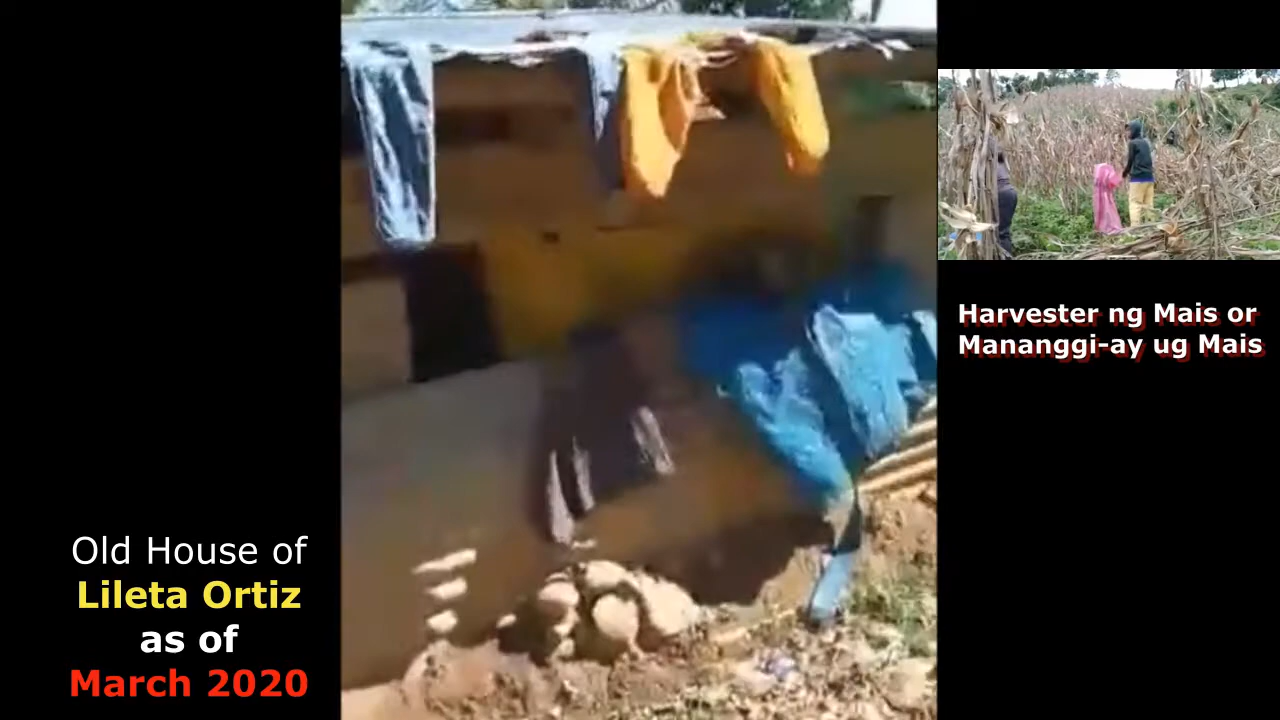 Harvester ng Mais or
Mananggi-ay ug Mais
Old House of
Lileta Ortiz
as of
March 2020